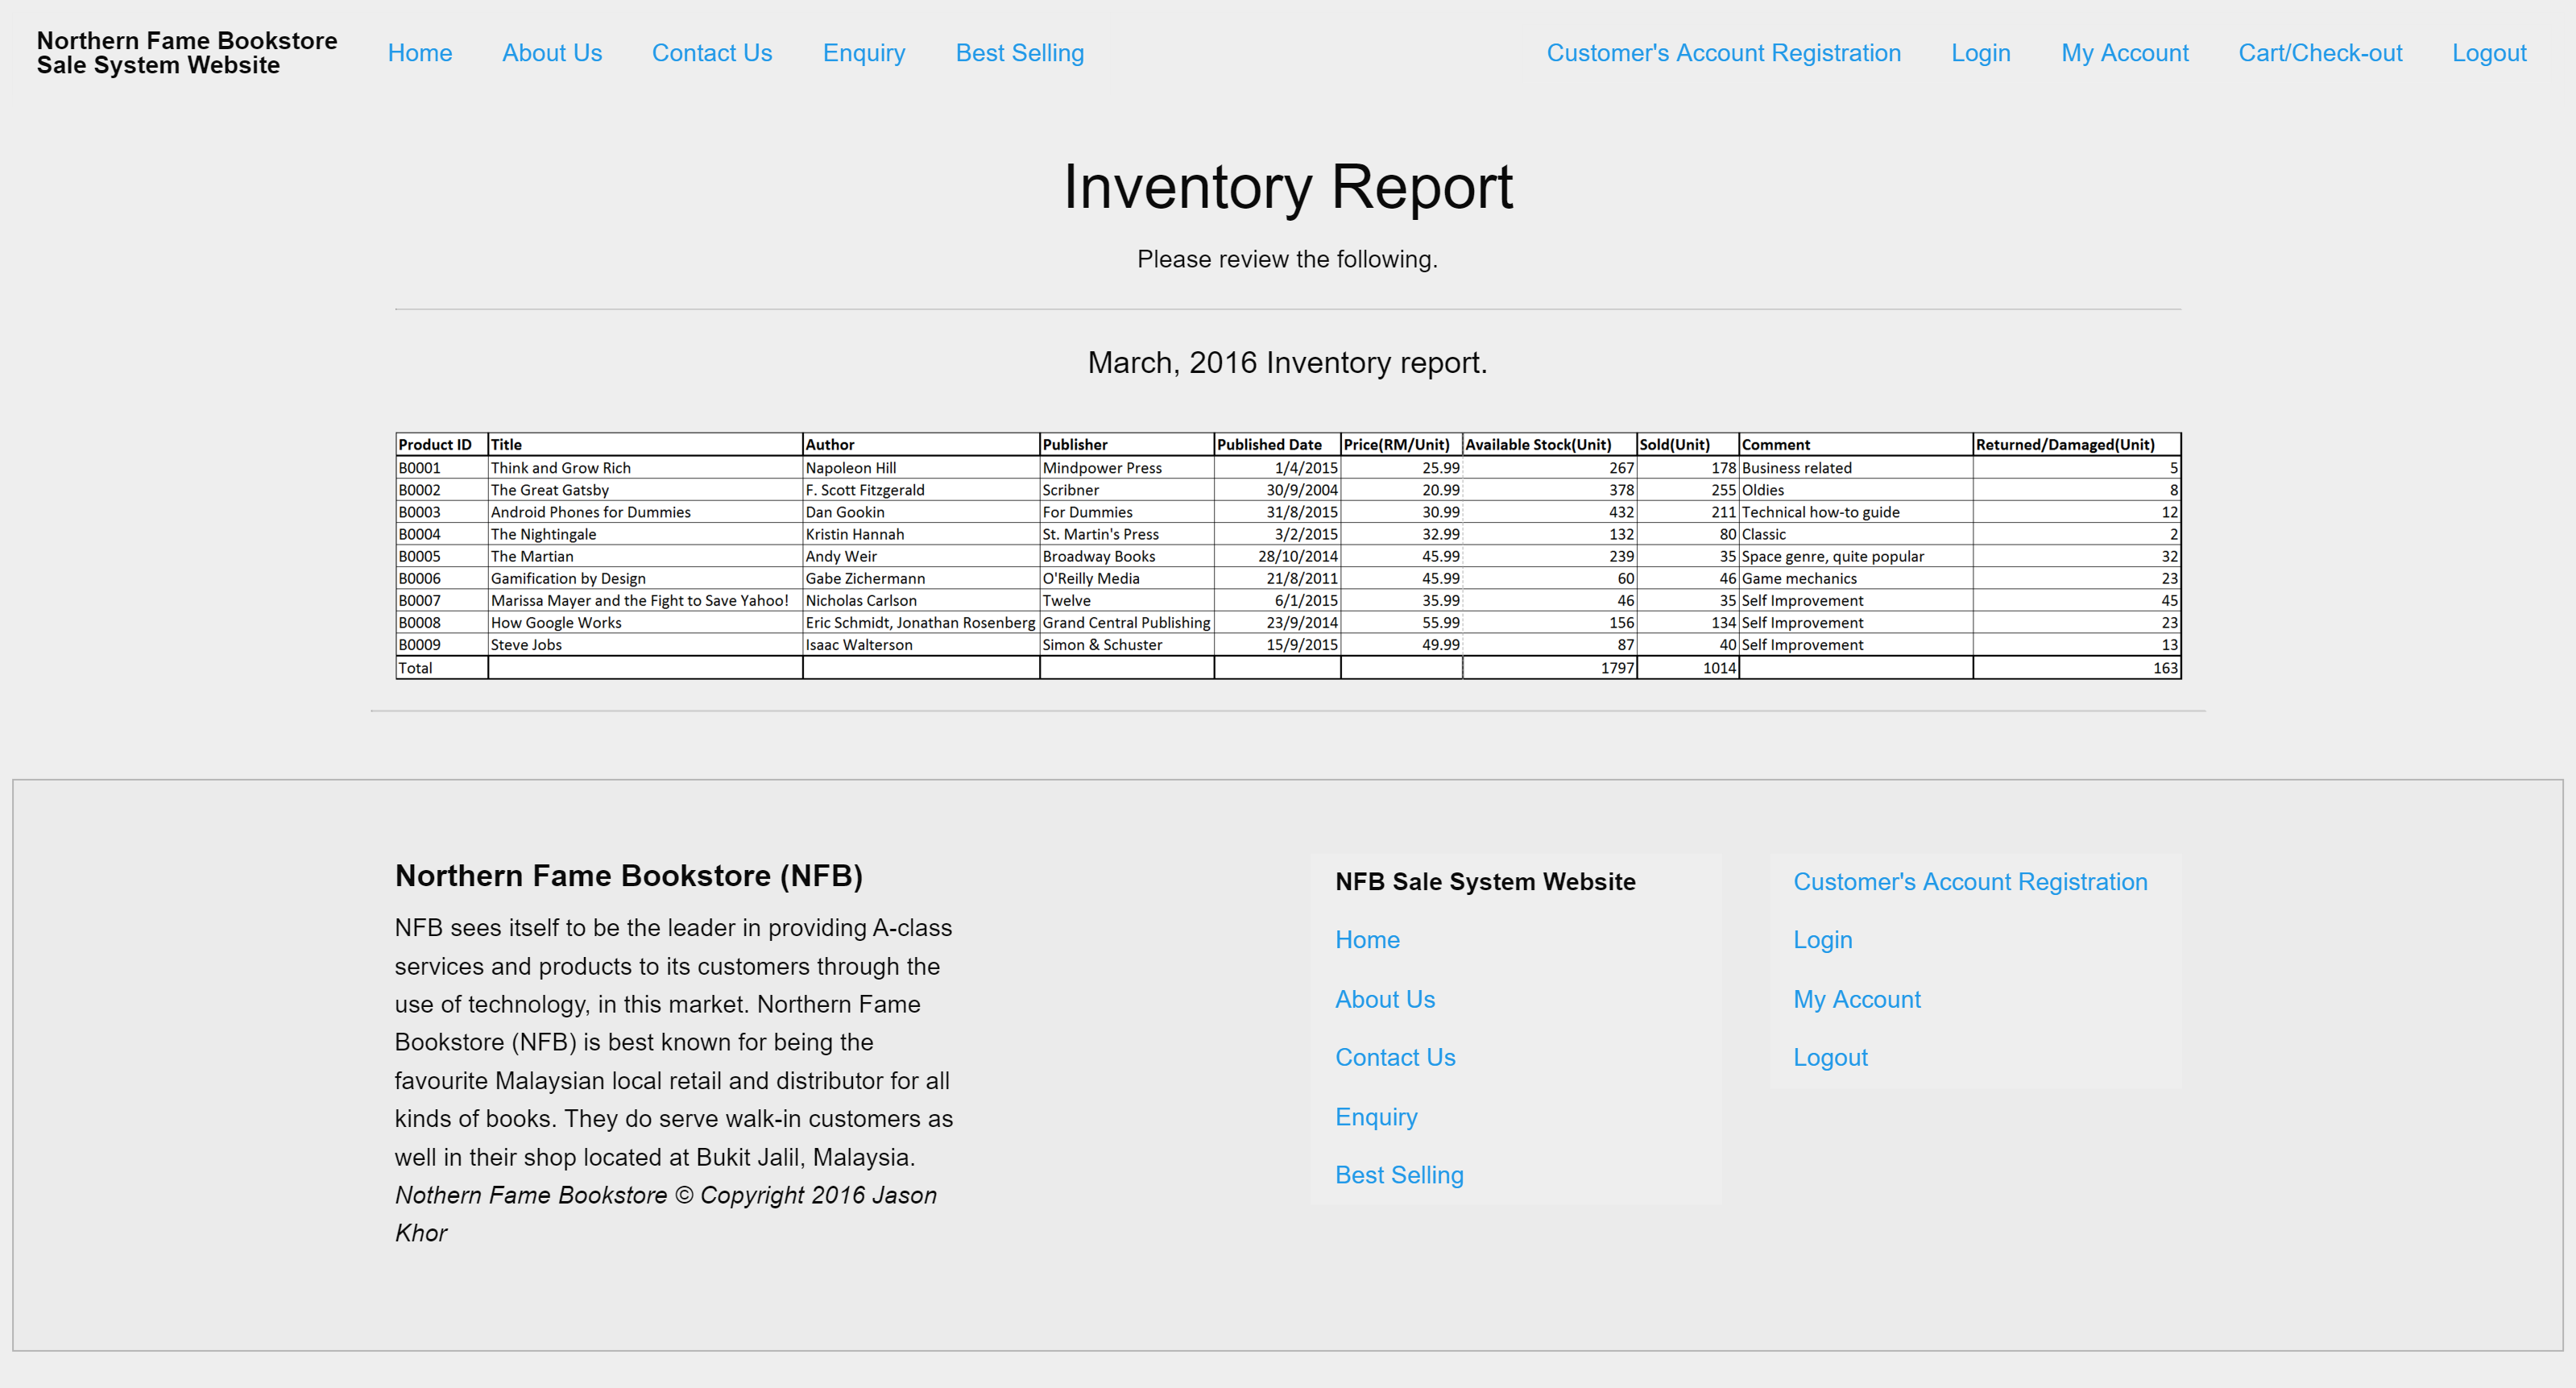 Northern Fame Bookstore
Sale System Website
Home About Us Contact Us Enquiry Best Selling Customer's Account Registration Login My Account Cart/Check-out Logout
Inventory Report
Please review the following.
March, 2016 Inventory report.
Product ID Title Author Publisher Published Date Price(RM/Unit) Available Stock(Unit) Sold(Unit) Comment Returned/Damaged(Unit)
B0001 Think and Grow Rich Napoleon Hill Mindpower Press 1/4/2015 25.99 267 178 Business related 5
B0002 The Great Gatsby F. Scott Fitzgerald Scribner 30/9/2004 20.99 378 255 Oldies 8
B0003 Android Phones for Dummies Dan Gookin For Dummies 31/8/2015 30.99 432 211 Technical how-to guide 12
B0004 The Nightingale Kristin Hannah St. Martin's Press 3/2/2015 32.99 132 80 Classic 2
B0005 The Martian Andy Weir Broadway Books 28/10/2014 45.99 239 35 Space genre, quite popular 32
B0006 Gamification by Design Gabe Zichermann O'Reilly Media 21/8/2011 45.99 60 46 Game mechanics 23
B0007 Marissa Mayer and the Fight to Save Yahoo! Nicholas Carlson Twelve 6/1/2015 35.99 46 35 Self Improvement 45
B0008 How Google Works Eric Schmidt, Jonathan Rosenberg Grand Central Publishing 23/9/2014 55.99 156 134 Self Improvement 23
B0009 Steve Jobs Isaac Walterson Simon & Schuster 15/9/2015 49.99 87 40 Self Improvement 13
Total 1797 1014 163
Northern Fame Bookstore (NFB)
NFB sees itself to be the leader in providing A-class
services and products to its customers through the
use of technology, in this market. Northern Fame
Bookstore (NFB) is best known for being the
favourite Malaysian local retail and distributor for all
kinds of books. They do serve walk-in customers as
well in their shop located at Bukit Jalil, Malaysia.
Nothern Fame Bookstore © Copyright 2016 Jason
Khor
NFB Sale System Website
Home
About Us
Contact Us
Enquiry
Best Selling
Customer's Account Registration
Login
My Account
Logout